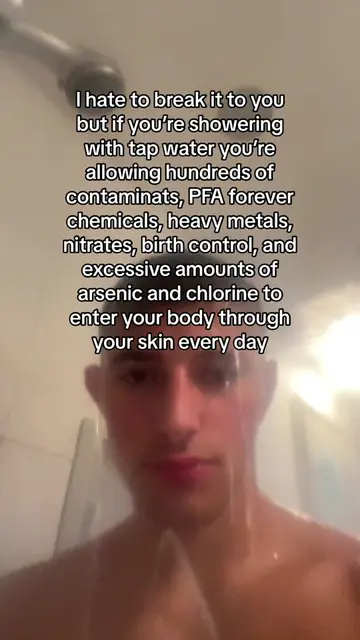 I hate to break it to you
but if you're showering
with tap water you're
allowing hundreds of
contaminats, PFA forever
chemicals, heavy metals,
nitrates, birth control, and
excessive amounts of
arsenic and chlorine to
enter your body through
your skin every day